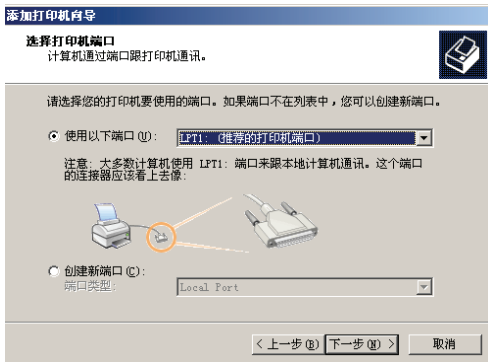 添加打印机向导
选择打印机端口
计算机通过端口跟打印机通讯。
请选择您的打印机要使用的端口。如果端口不在列表中，您可以创建新端口。
使用以下端口(U): LPT1: (推荐的打印机端口)
注意: 大多数计算机使用 LPT1: 端口来跟本地计算机通讯。这个端口
的连接器应该看上去像:
创建新端口(C):
端口类型: Local Port
< 上一步(B) 下一步(N) > 取消